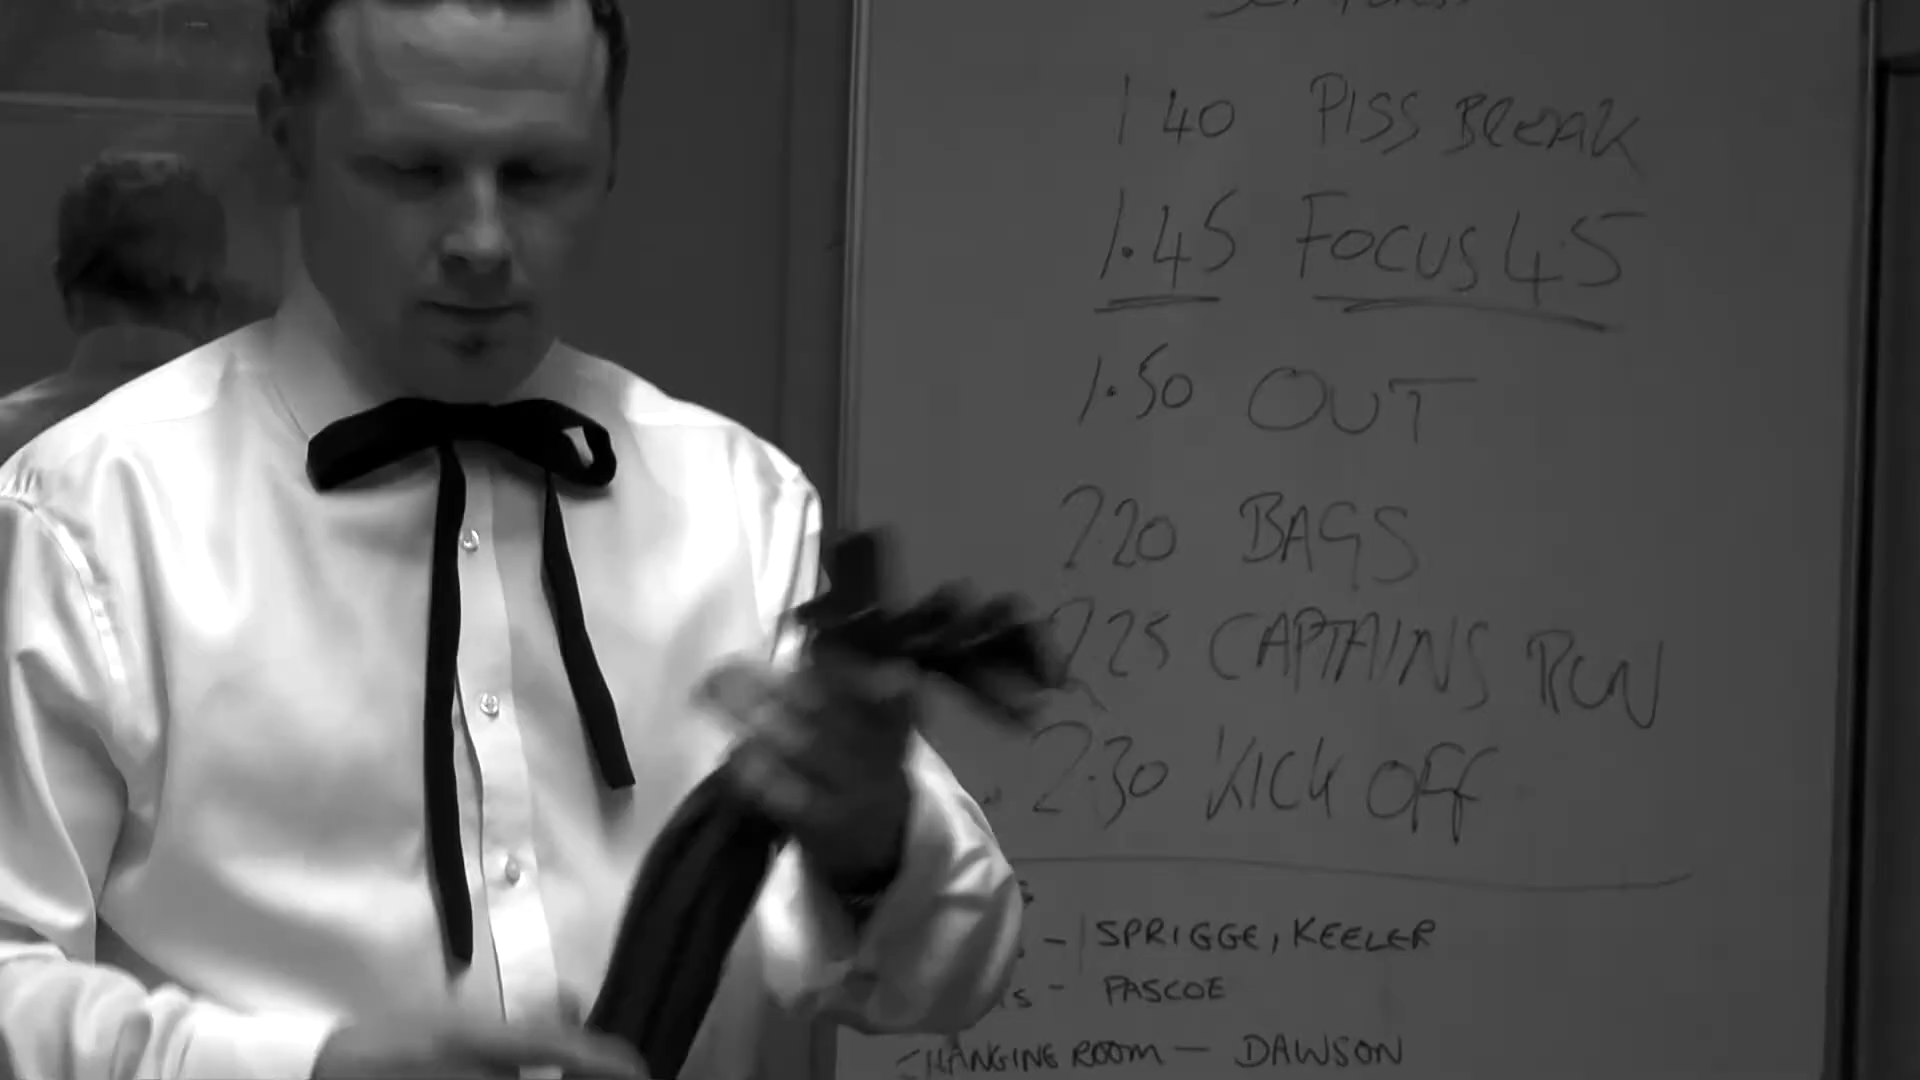 1 40 PISS BREAK
1.45 FOCUS 45
1.50 OUT
2.20 BAGS
2 25 CAPTAINS RUN
2.30 KICK OFF
- SPRIGGE, KEELER
- PASCOE
CHANGING ROOM - DAWSON